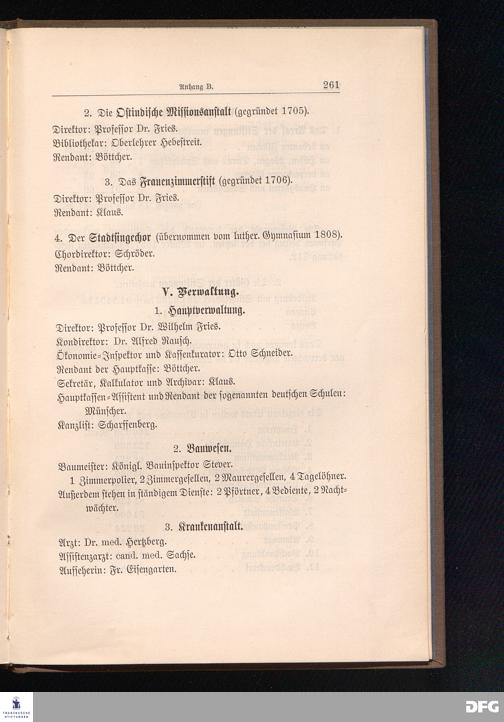 Anhang B. 261
2. Die Ostindische Missionsanstalt (gegründet 1705).
Direktor: Professor Dr. Fries.
Bibliothekar: Oberlehrer Hebestreit.
Rendant: Böttcher.
3. Das Frauenzimmerstift (gegründet 1706).
Direktor: Professor Dr. Fries.
Rendant: Klaus.
4. Der Stadtsingechor (übernommen vom luther. Gymnasium 1808).
Chordirektor: Schröder.
Rendant: Böttcher.
V. Verwaltung.
1. Hauptverwaltung.
Direktor: Professor Dr. Wilhelm Fries.
Kondirektor: Dr. Alfred Rausch.
Ökonomie-Inspektor und Kassenkurator: Otto Schneider.
Rendant der Hauptkasse: Böttcher.
Sekretär, Kalkulator und Archivar: Klaus.
Hauptkassen-Assistent und Rendant der sogenannten deutschen Schulen:
Münscher.
Kanzlist: Scharffenberg.
2. Bauwesen.
Baumeister: Königl. Bauinspektor Stever.
1 Zimmerpolier, 2 Zimmergesellen, 2 Maurergesellen, 4 Tagelöhner.
Außerdem stehen in ständigem Dienste: 2 Pförtner, 4 Bediente, 2 Nacht-
wächter.
3. Krankenanstalt.
Arzt: Dr. med. Hertzberg.
Assistenzarzt: cand. med. Sachse.
Aufseherin: Fr. Eisengarten.
FRANCKESCHE
STIFTUNGEN
DFG